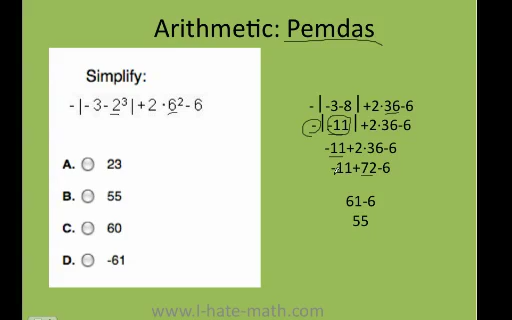 Arithmetic: Pemdas
Simplify:
-|- 3- 2³|+2 · 6² - 6
A. 23
B. 55
C. 60
D. -61
-| -3-8 | +2·36-6
-| -11 | +2·36-6
-11+2·36-6
-11+72-6
61-6
55
www.I-hate-math.com